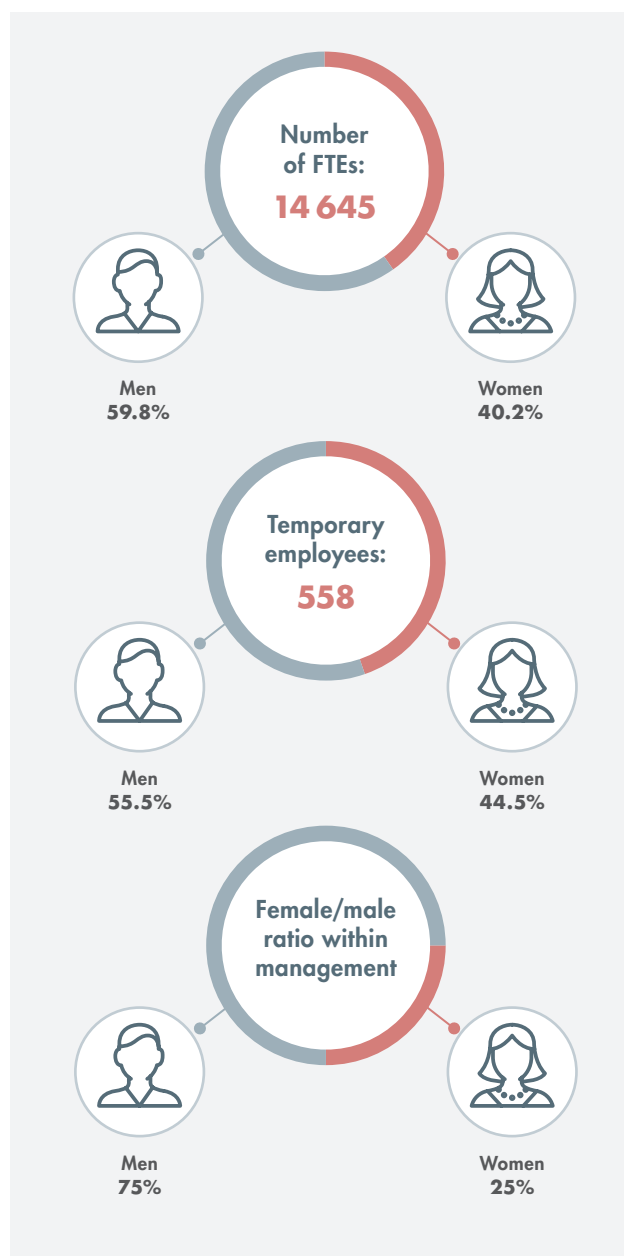 Number
of FTEs:
14 645
Men
59.8%
Women
40.2%
Temporary
employees:
558
Men
55.5%
Women
44.5%
Female/male
ratio within
management
Men
75%
Women
25%